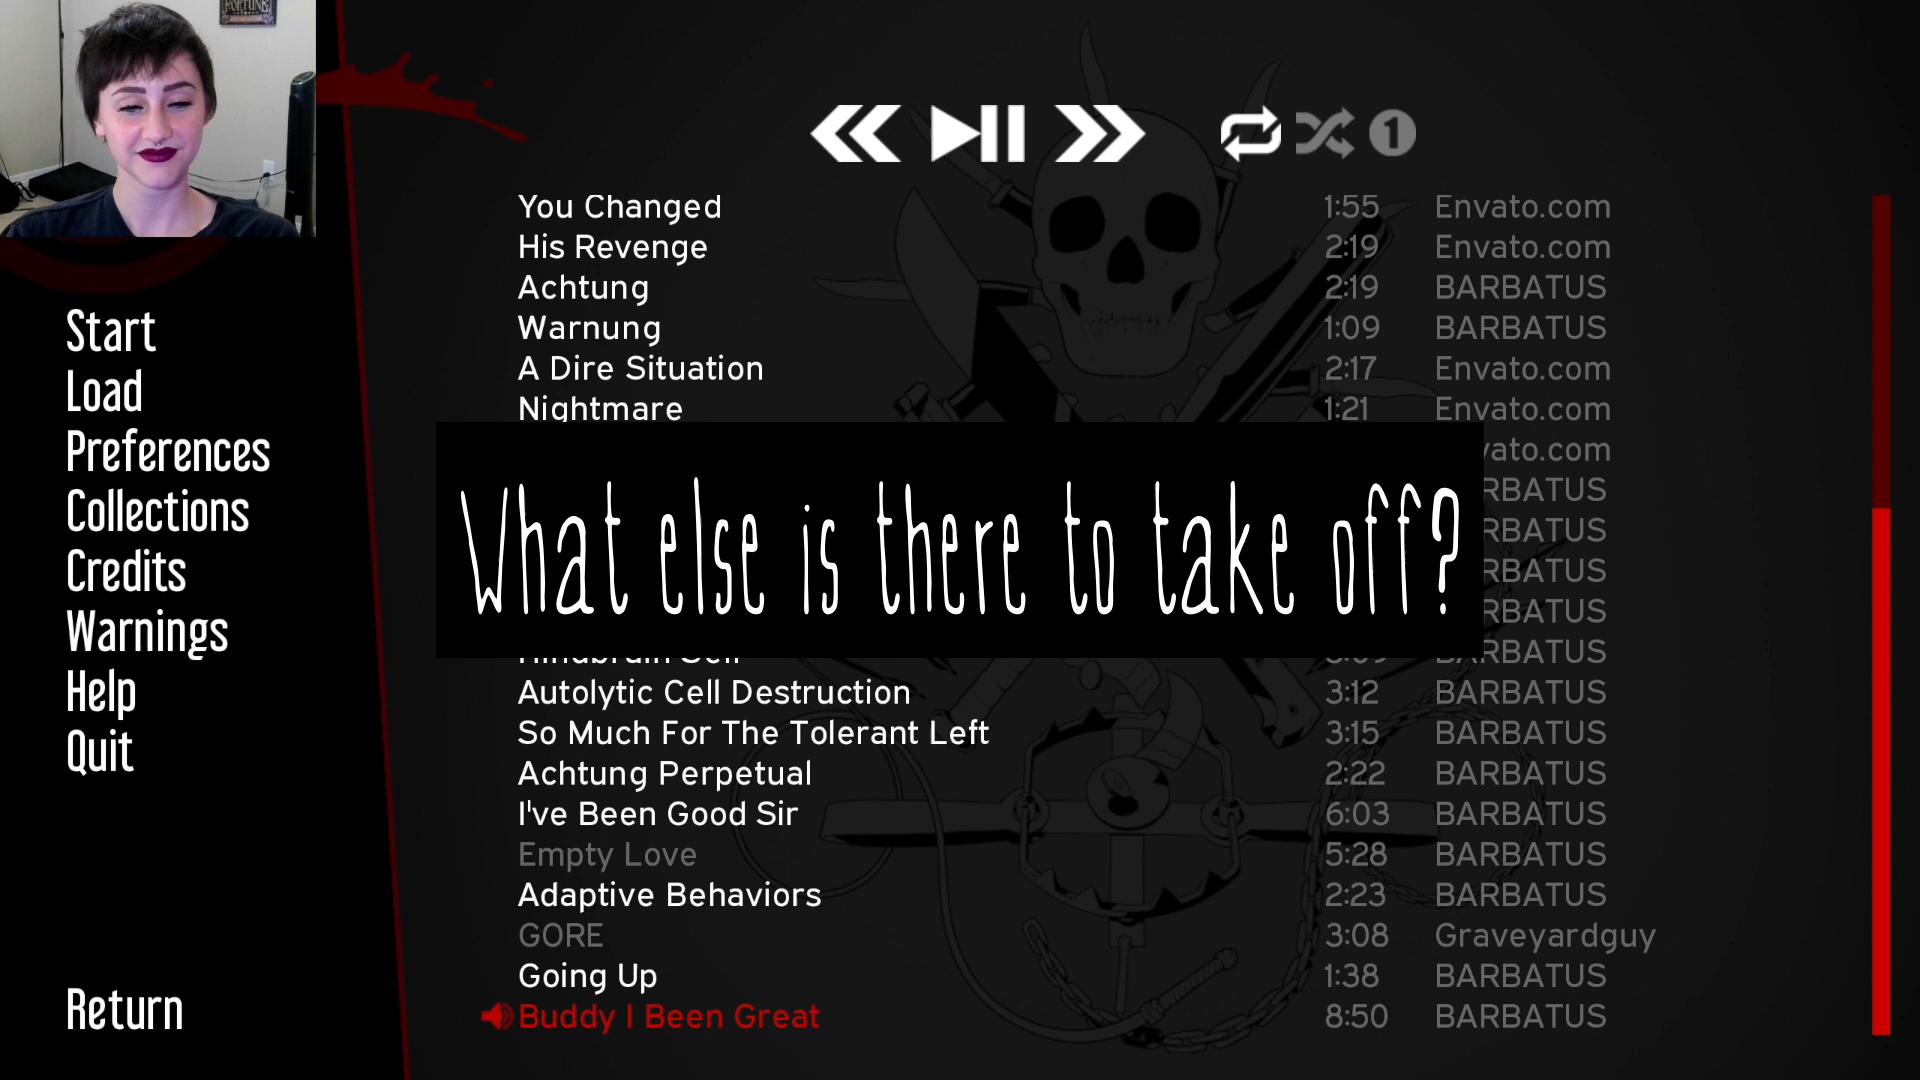 FORTUNE
You Changed 1:55 Envato.com
His Revenge 2:19 Envato.com
Achtung 2:19 BARBATUS
Warnung 1:09 BARBATUS
A Dire Situation 2:17 Envato.com
Nightmare 1:21 Envato.com
What else is there to take off?
Autolytic Cell Destruction 3:12 BARBATUS
So Much For The Tolerant Left 3:15 BARBATUS
Achtung Perpetual 2:22 BARBATUS
I've Been Good Sir 6:03 BARBATUS
Empty Love 5:28 BARBATUS
Adaptive Behaviors 2:23 BARBATUS
GORE 3:08 Graveyardguy
Going Up 1:38 BARBATUS
Buddy I Been Great 8:50 BARBATUS
Start
Load
Preferences
Collections
Credits
Warnings
Help
Quit
Return